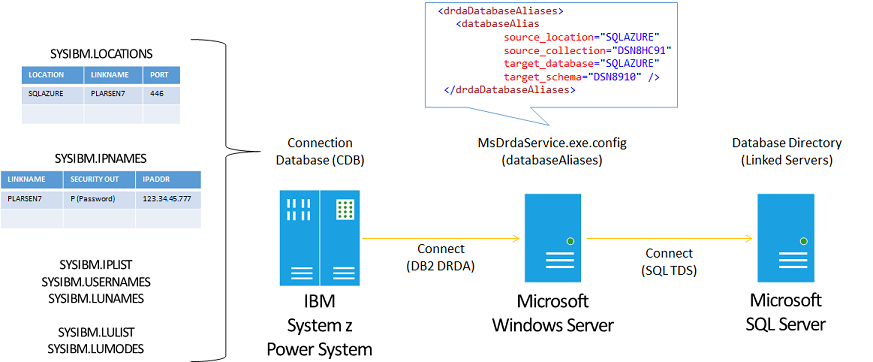 <drdaDatabaseAliases>
<databaseAlias
source_location="SQLAZURE"
source_collection="DSN8HC91"
target_database="SQLAZURE"
target_schema="DSN8910" />
</drdaDatabaseAliases>
SYSIBM.LOCATIONS
LOCATION LINKNAME PORT
SQLAZURE PLARSEN7 446
SYSIBM.IPNAMES
LINKNAME SECURITY OUT IPADDR
PLARSEN7 P (Password) 123.34.45.777
SYSIBM.IPLIST
SYSIBM.USERNAMES
SYSIBM.LUNAMES
SYSIBM.LULIST
SYSIBM.LUMODES
Connection
Database (CDB)
IBM
System z
Power System
Connect
(DB2 DRDA)
MsDrdaService.exe.config
(databaseAliases)
Microsoft
Windows Server
Connect
(SQL TDS)
Database Directory
(Linked Servers)
Microsoft
SQL Server